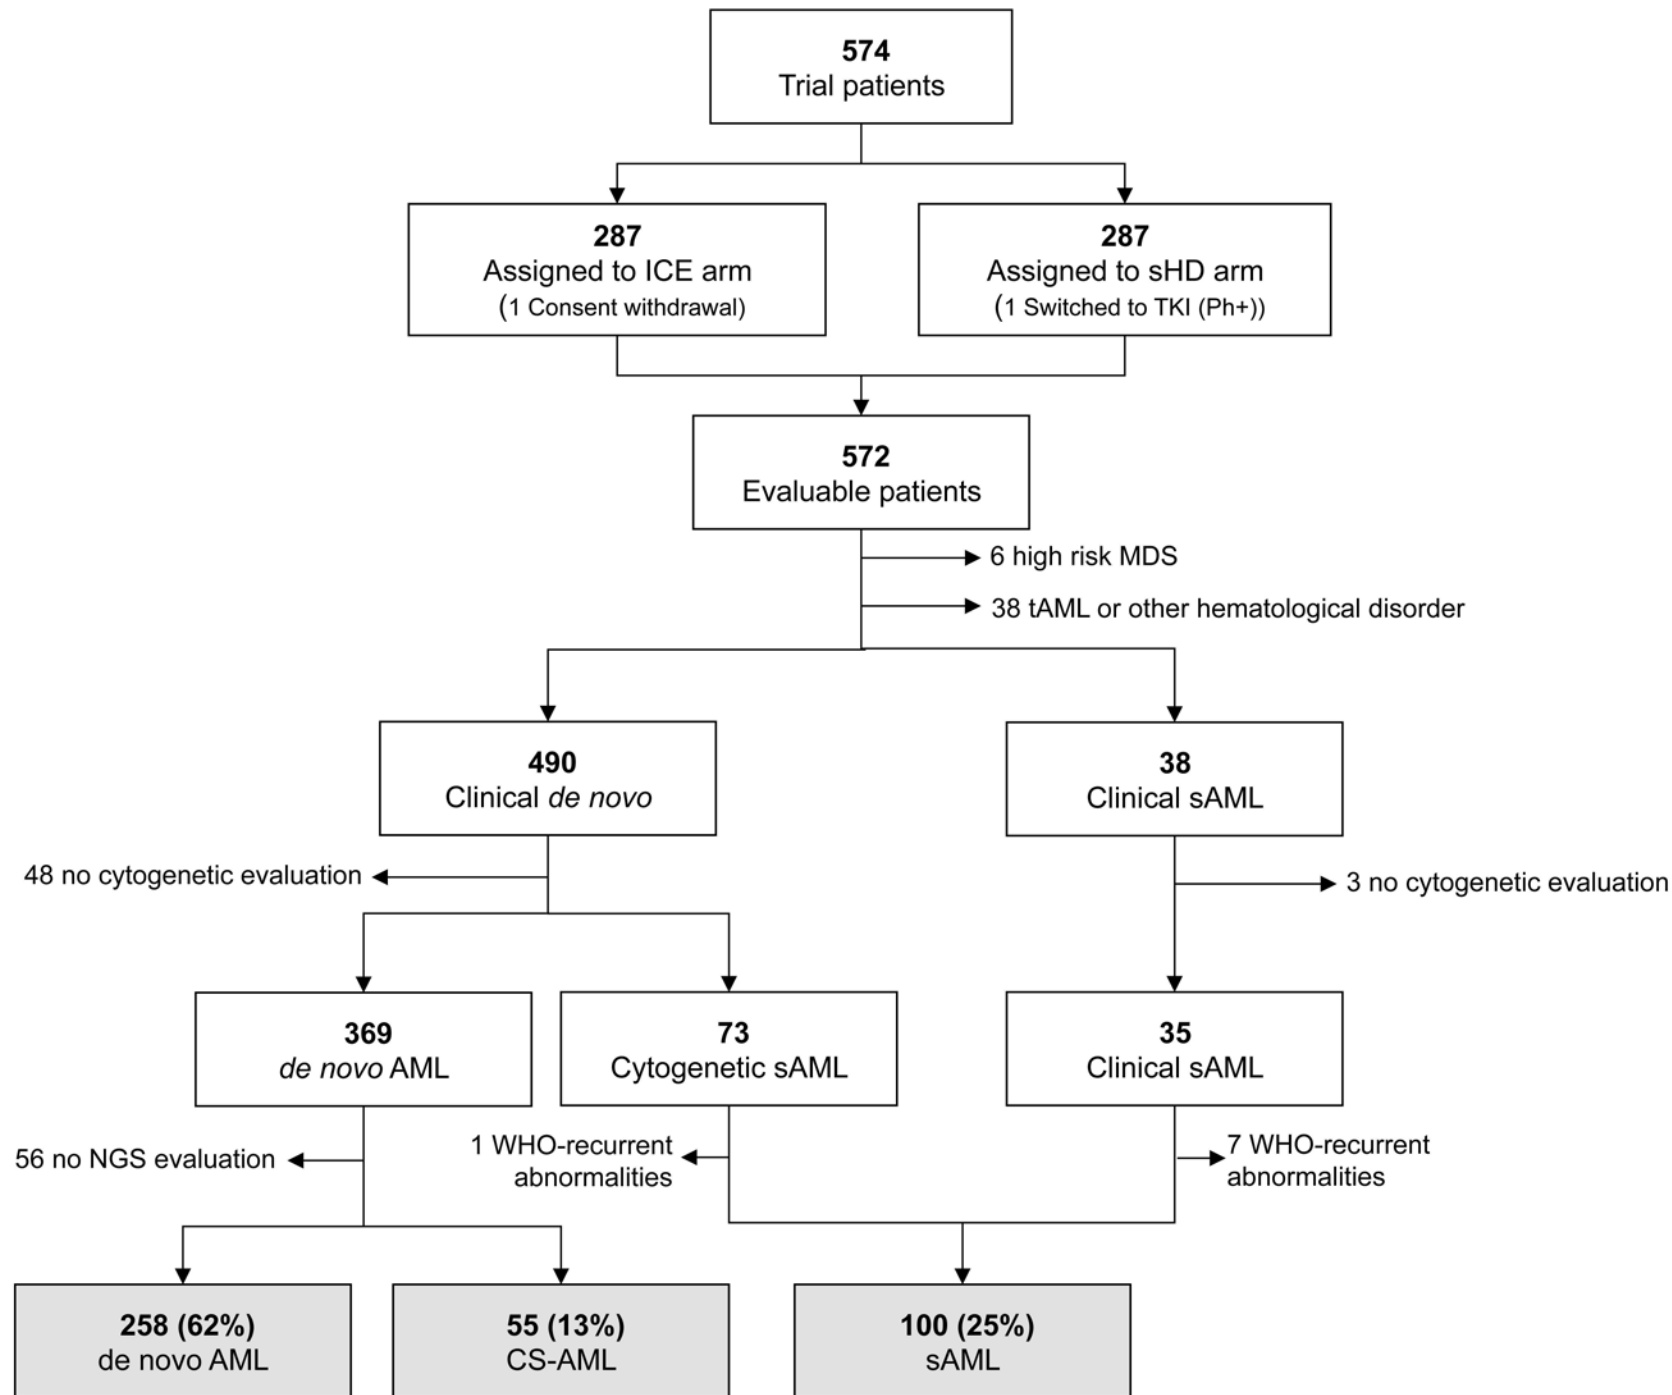 574
Trial patients
287
Assigned to ICE arm
(1 Consent withdrawal)
287
Assigned to sHD arm
(1 Switched to TKI (Ph+))
572
Evaluable patients
6 high risk MDS
38 tAML or other hematological disorder
490
Clinical de novo
38
Clinical sAML
48 no cytogenetic evaluation
3 no cytogenetic evaluation
369
de novo AML
73
Cytogenetic sAML
35
Clinical sAML
56 no NGS evaluation
1 WHO-recurrent
abnormalities
7 WHO-recurrent
abnormalities
258 (62%)
de novo AML
55 (13%)
CS-AML
100 (25%)
sAML